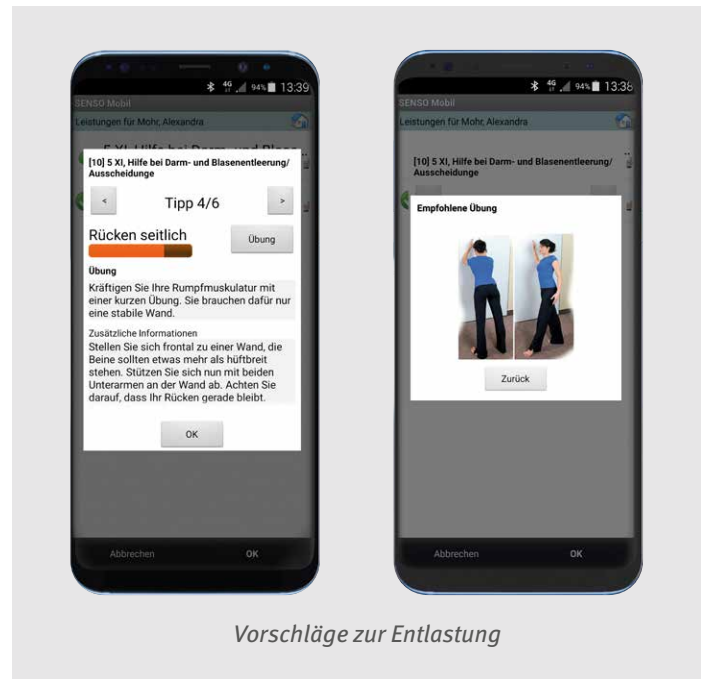 4G 94% 13:39
SENSO Mobil
Leistungen für Mohr, Alexandra
[10] 5 XI, Hilfe bei Darm- und Blasenentleerung/
Ausscheidunge
<
Tipp 4/6
>
Rücken seitlich
Übung
Übung
Kräftigen Sie Ihre Rumpfmuskulatur mit
einer kurzen Übung. Sie brauchen dafür nur
eine stabile Wand.
Zusätzliche Informationen
Stellen Sie sich frontal zu einer Wand, die
Beine sollten etwas mehr als hüftbreit
stehen. Stützen Sie sich nun mit beiden
Unterarmen an der Wand ab. Achten Sie
darauf, dass Ihr Rücken gerade bleibt.
OK
Abbrechen OK
4G 94% 13:38
SENSO Mobil
Leistungen für Mohr, Alexandra
[10] 5 XI, Hilfe bei Darm- und Blasenentleerung/
Ausscheidunge
Empfohlene Übung
Zurück
Abbrechen OK
Vorschläge zur Entlastung